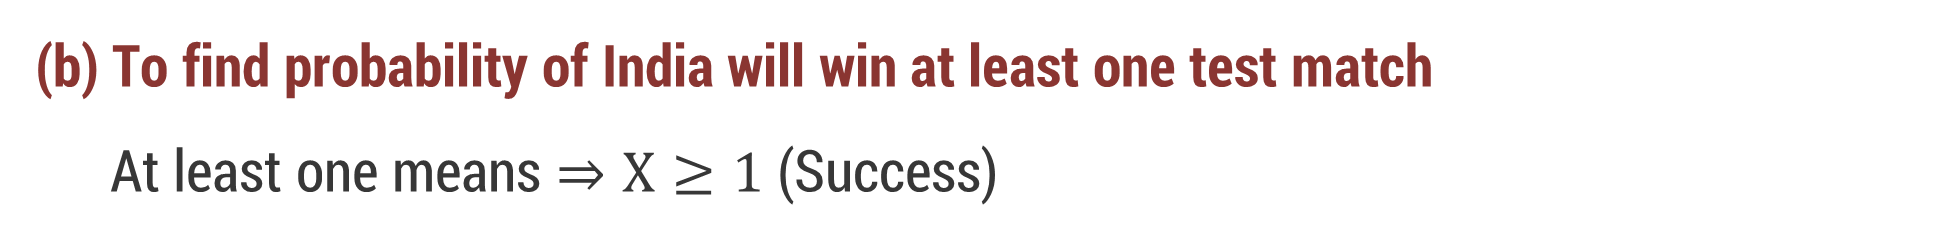 (b) To find probability of India will win at least one test match
At least one means ⇒ X ≥ 1 (Success)